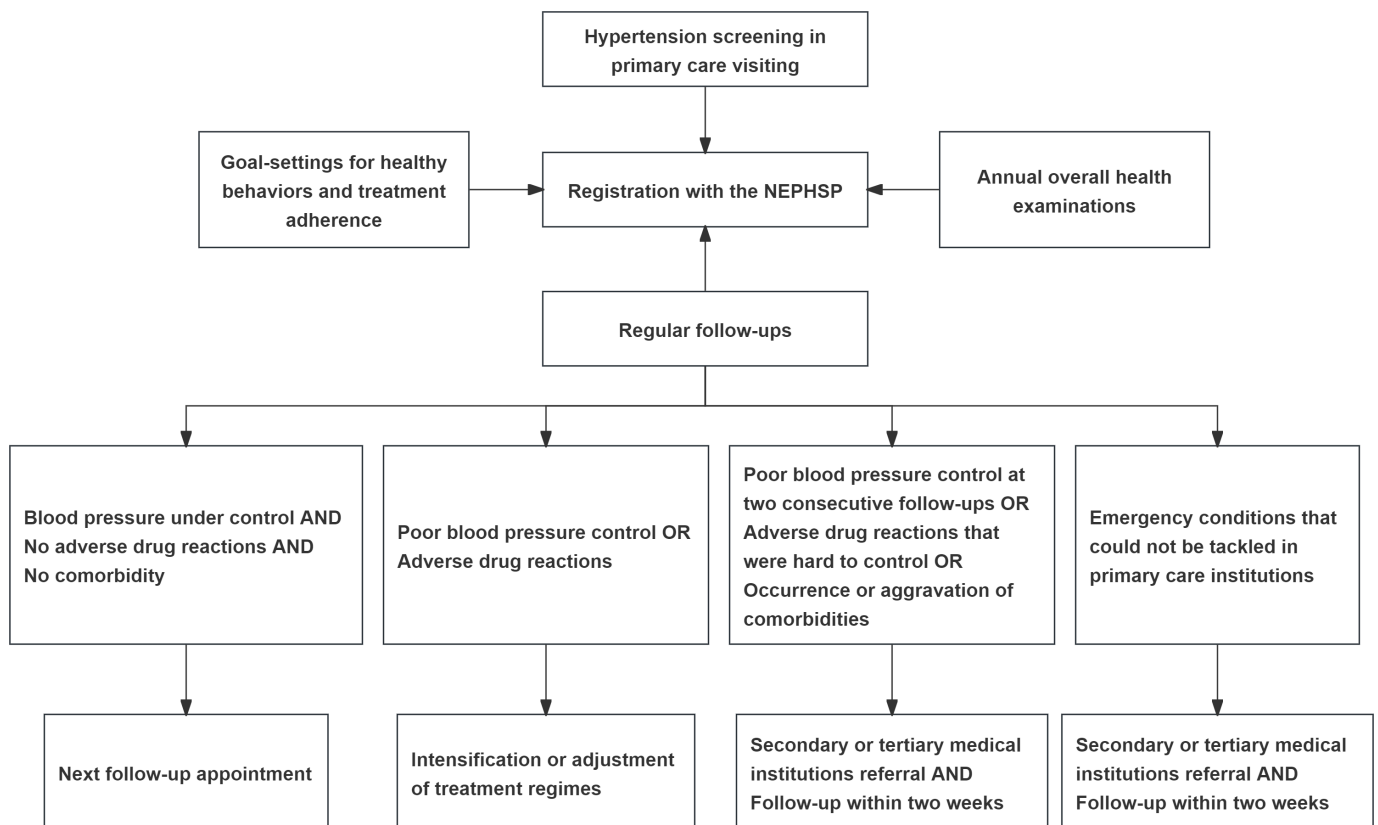 Hypertension screening in
primary care visiting
Goal-settings for healthy
behaviors and treatment
adherence
Registration with the NEPHSP
Annual overall health
examinations
Regular follow-ups
Blood pressure under control AND
No adverse drug reactions AND
No comorbidity
Poor blood pressure control OR
Adverse drug reactions
Poor blood pressure control at
two consecutive follow-ups OR
Adverse drug reactions that
were hard to control OR
Occurrence or aggravation of
comorbidities
Emergency conditions that
could not be tackled in
primary care institutions
Next follow-up appointment
Intensification or adjustment
of treatment regimes
Secondary or tertiary medical
institutions referral AND
Follow-up within two weeks
Secondary or tertiary medical
institutions referral AND
Follow-up within two weeks